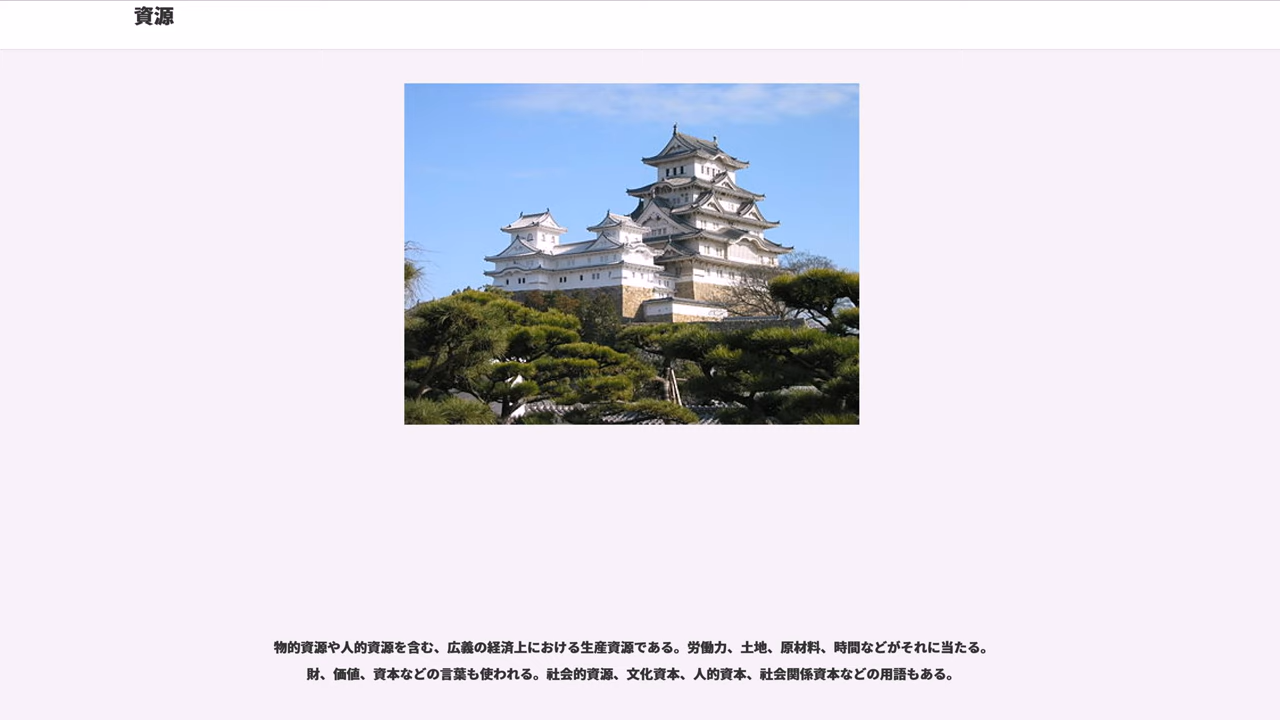 資源
物的資源や人的資源を含む、広義の経済上における生産資源である。労働力、土地、原材料、時間などがそれに当たる。
財、価値、資本などの言葉も使われる。社会的資源、文化資本、人的資本、社会関係資本などの用語もある。